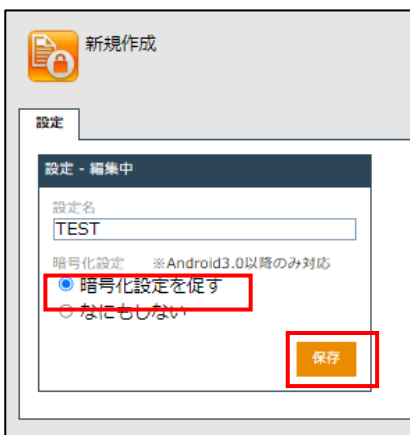 新規作成
設定
設定 - 編集中
設定名
TEST
暗号化設定 ※Android3.0以降のみ対応
暗号化設定を促す
なにもしない
保存